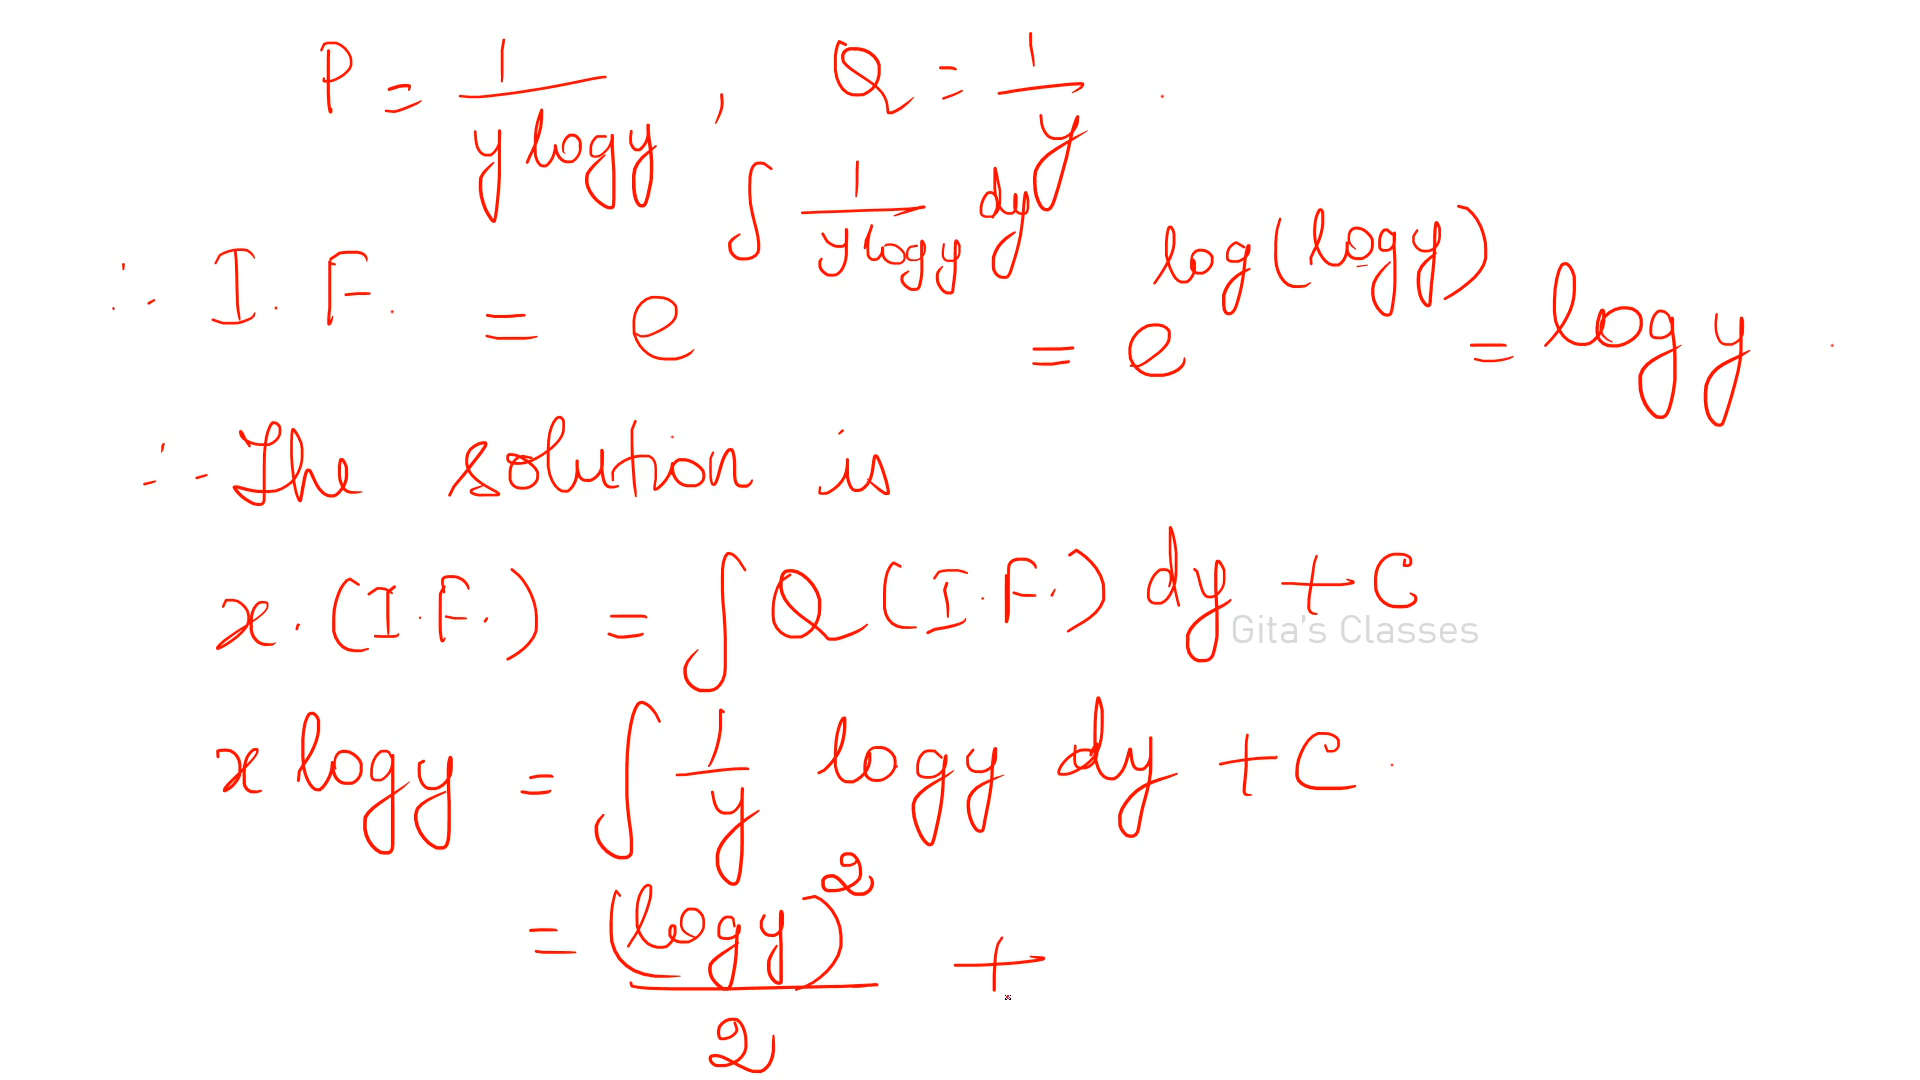 P = 1/(y log y) , Q = 1/y .
∴ I.F. = e^(∫ 1/(y log y) dy) = e^(log(log y)) = log y .
∴ The solution is
x.(I.F.) = ∫ Q (I.F.) dy + C
Gita's Classes
x log y = ∫ 1/y log y dy + C .
= (log y)^2/2 +